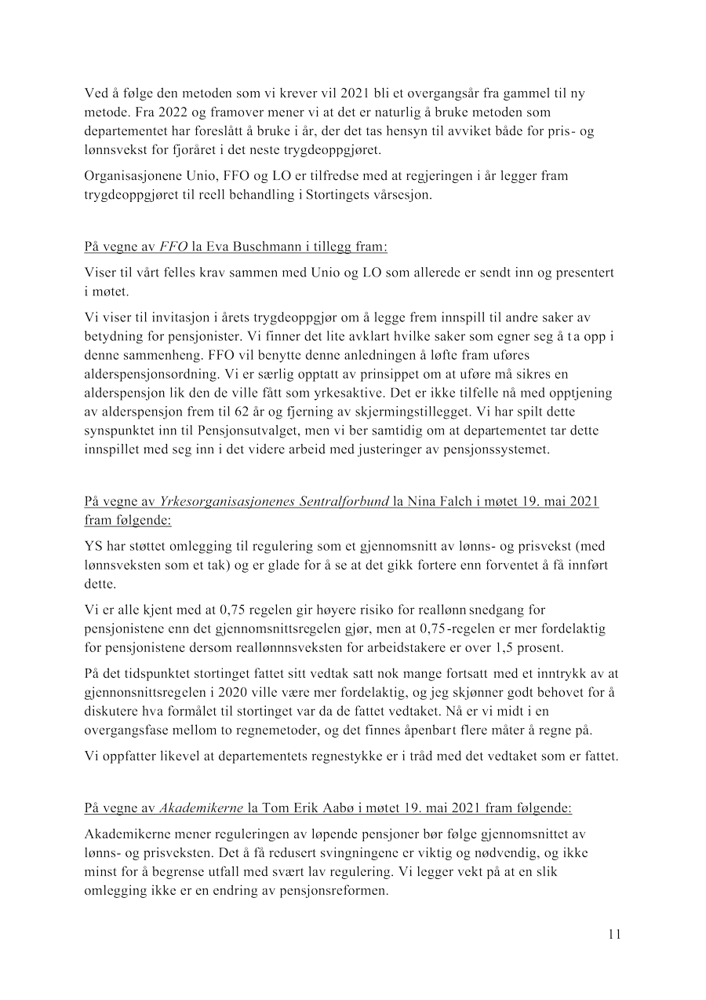 Ved å følge den metoden som vi krever vil 2021 bli et overgangsår fra gammel til ny
metode. Fra 2022 og framover mener vi at det er naturlig å bruke metoden som
departementet har foreslått å bruke i år, der det tas hensyn til avviket både for pris- og
lønnsvekst for fjoråret i det neste trygdeoppgjøret.
Organisasjonene Unio, FFO og LO er tilfredse med at regjeringen i år legger fram
trygdeoppgjøret til reell behandling i Stortingets vårsesjon.
På vegne av FFO la Eva Buschmann i tillegg fram:
Viser til vårt felles krav sammen med Unio og LO som allerede er sendt inn og presentert
i møtet.
Vi viser til invitasjon i årets trygdeoppgjør om å legge frem innspill til andre saker av
betydning for pensjonister. Vi finner det lite avklart hvilke saker som egner seg å ta opp i
denne sammenheng. FFO vil benytte denne anledningen å løfte fram uføres
alderspensjonsordning. Vi er særlig opptatt av prinsippet om at uføre må sikres en
alderspensjon lik den de ville fått som yrkesaktive. Det er ikke tilfelle nå med opptjening
av alderspensjon frem til 62 år og fjerning av skjermingstillegget. Vi har spilt dette
synspunktet inn til Pensjonsutvalget, men vi ber samtidig om at departementet tar dette
innspillet med seg inn i det videre arbeid med justeringer av pensjonssystemet.
På vegne av Yrkesorganisasjonenes Sentralforbund la Nina Falch i møtet 19. mai 2021
fram følgende:
YS har støttet omlegging til regulering som et gjennomsnitt av lønns- og prisvekst (med
lønnsveksten som et tak) og er glade for å se at det gikk fortere enn forventet å få innført
dette.
Vi er alle kjent med at 0,75 regelen gir høyere risiko for reallønn snedgang for
pensjonistene enn det gjennomsnittsregelen gjør, men at 0,75-regelen er mer fordelaktig
for pensjonistene dersom reallønnnsveksten for arbeidstakere er over 1,5 prosent.
På det tidspunktet stortinget fattet sitt vedtak satt nok mange fortsatt med et inntrykk av at
gjennonsnittsregelen i 2020 ville være mer fordelaktig, og jeg skjønner godt behovet for å
diskutere hva formålet til stortinget var da de fattet vedtaket. Nå er vi midt i en
overgangsfase mellom to regnemetoder, og det finnes åpenbart flere måter å regne på.
Vi oppfatter likevel at departementets regnestykke er i tråd med det vedtaket som er fattet.
På vegne av Akademikerne la Tom Erik Aabø i møtet 19. mai 2021 fram følgende:
Akademikerne mener reguleringen av løpende pensjoner bør følge gjennomsnittet av
lønns- og prisveksten. Det å få redusert svingningene er viktig og nødvendig, og ikke
minst for å begrense utfall med svært lav regulering. Vi legger vekt på at en slik
omlegging ikke er en endring av pensjonsreformen.
11